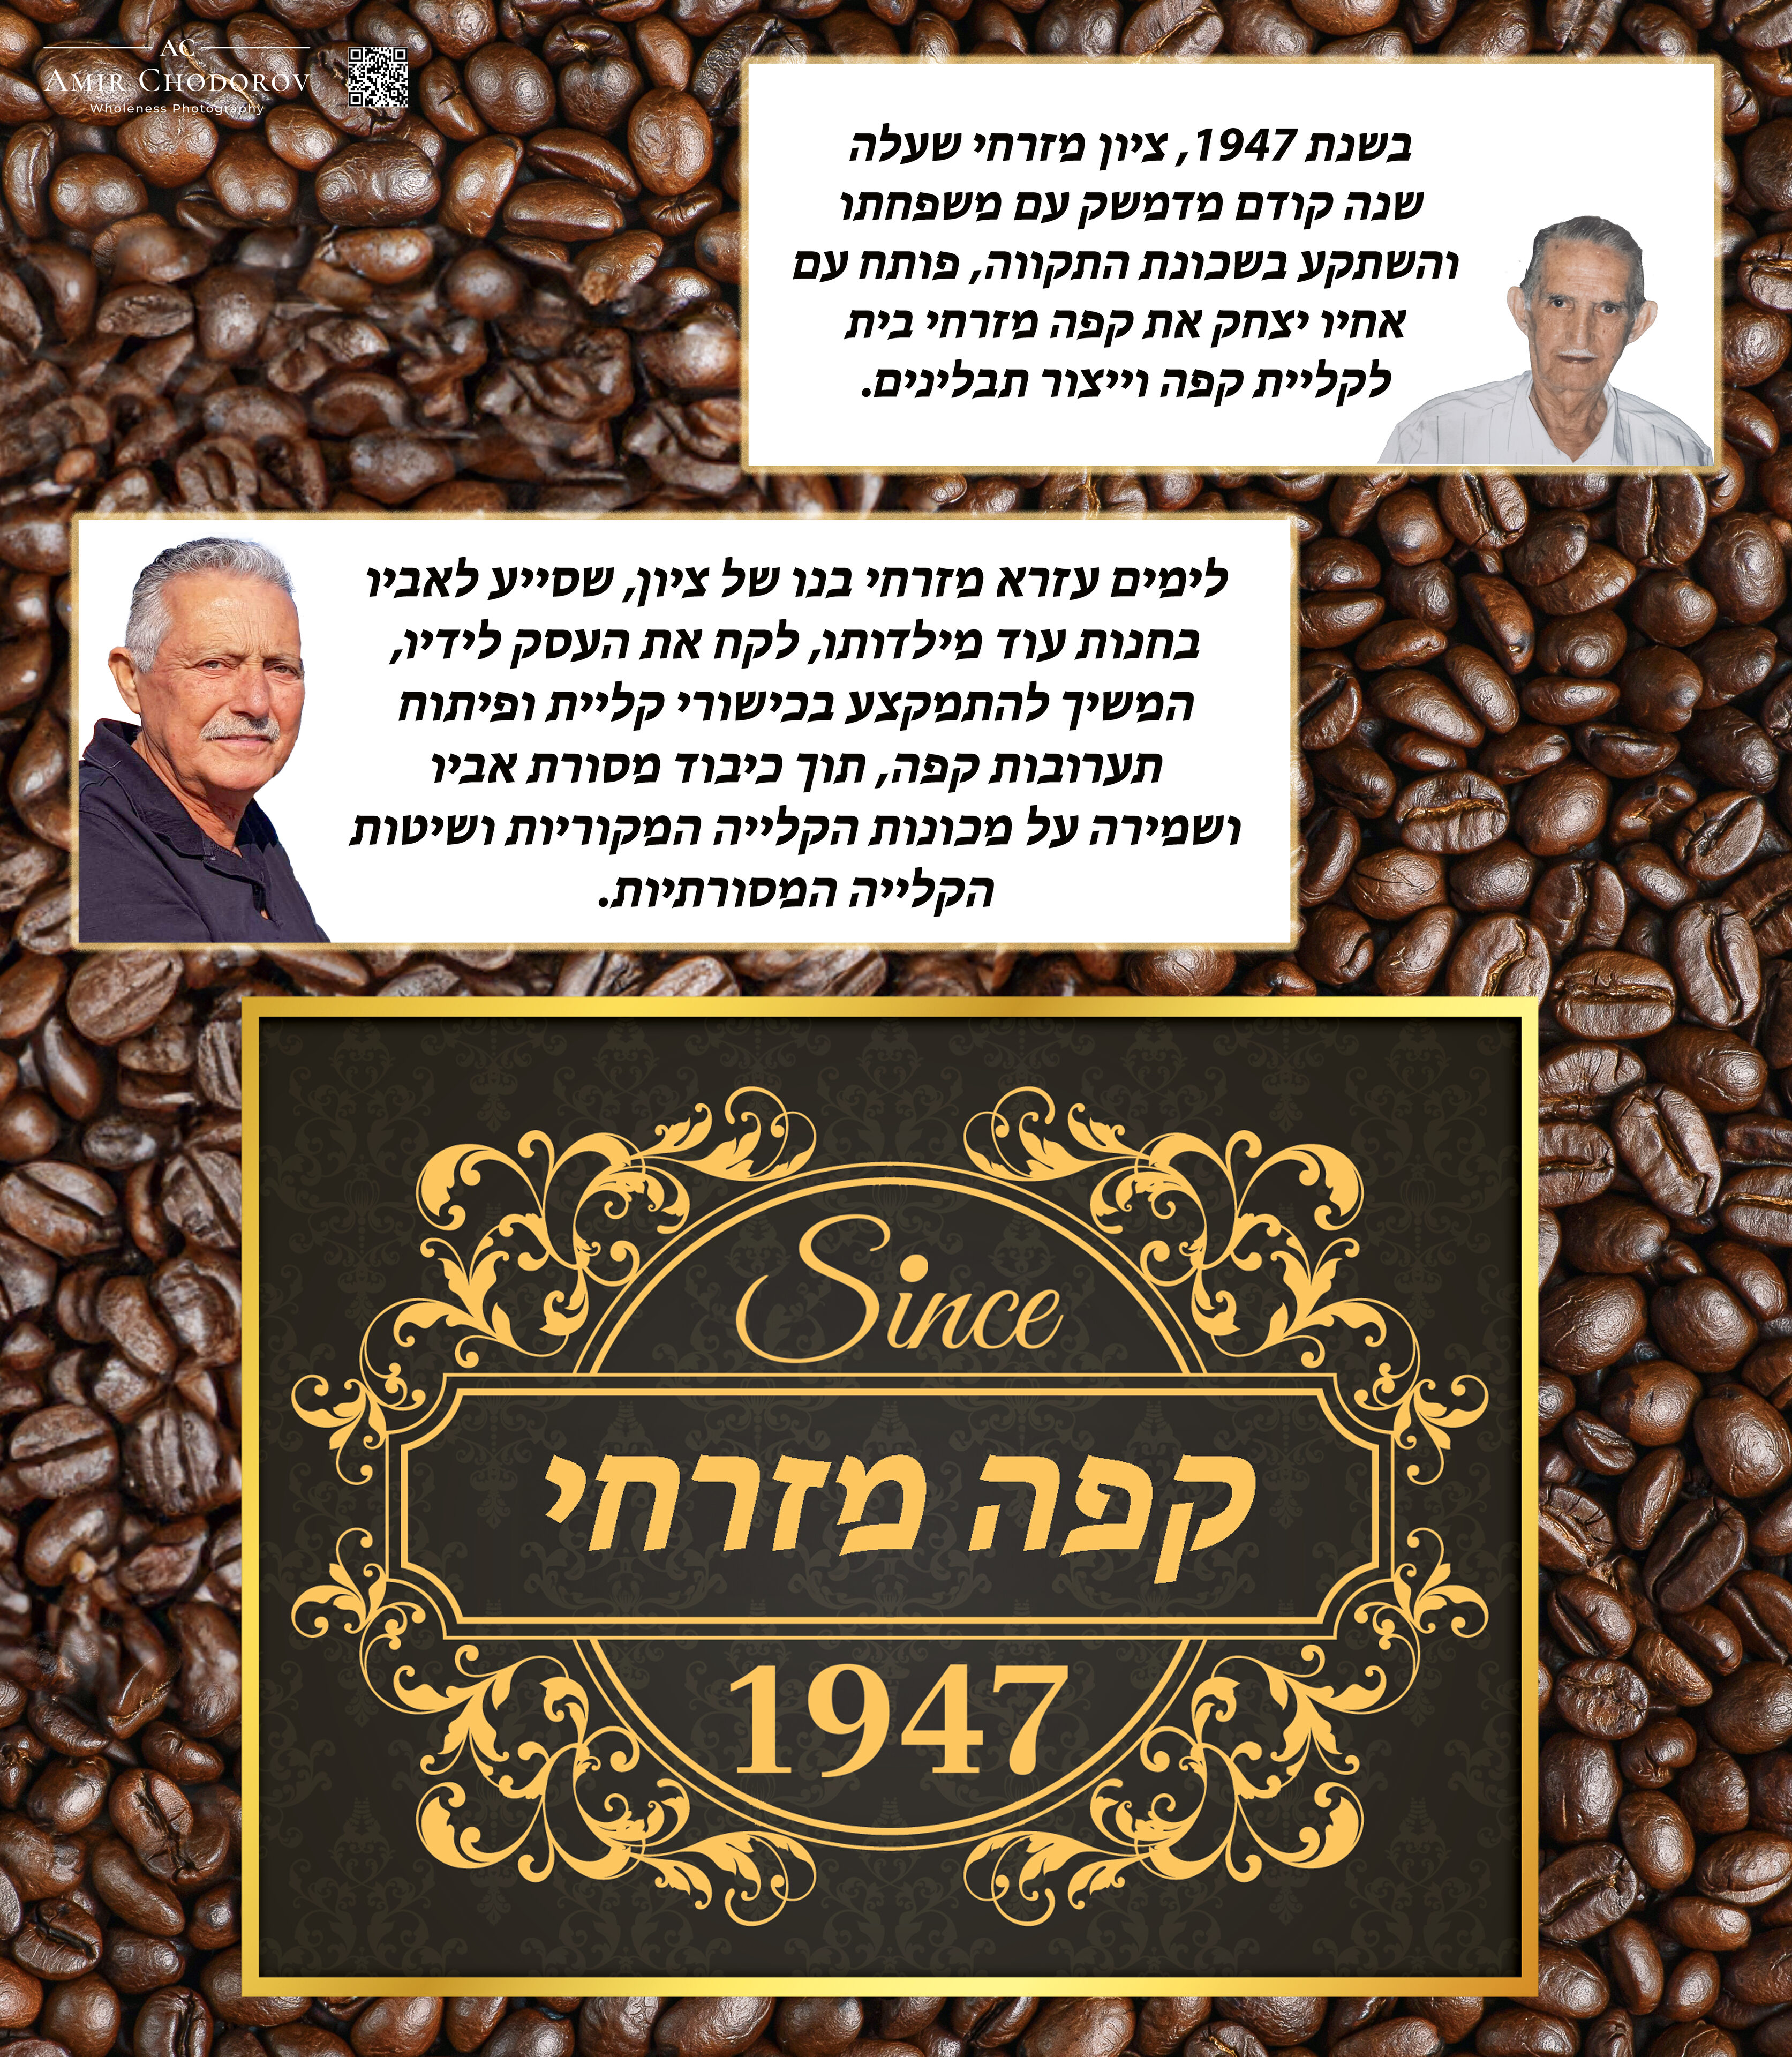 AC
AMIR CHODOROV
Wholeness Photography
בשנת 1947, ציון מזרחי שעלה
שנה קודם מדמשק עם משפחתו
והשתקע בשכונת התקווה, פותח עם
אחיו יצחק את קפה מזרחי בית
לקליית קפה וייצור תבלינים.
לימים עזרא מזרחי בנו של ציון, שסייע לאביו
בחנות עוד מילדותו, לקח את העסק לידיו,
המשיך להתמקצע בכישורי קליית ופיתוח
תערובות קפה, תוך כיבוד מסורת אביו
ושמירה על מכונות הקלייה המקוריות ושיטות
הקלייה המסורתיות.
Since
קפה מזרחי
1947